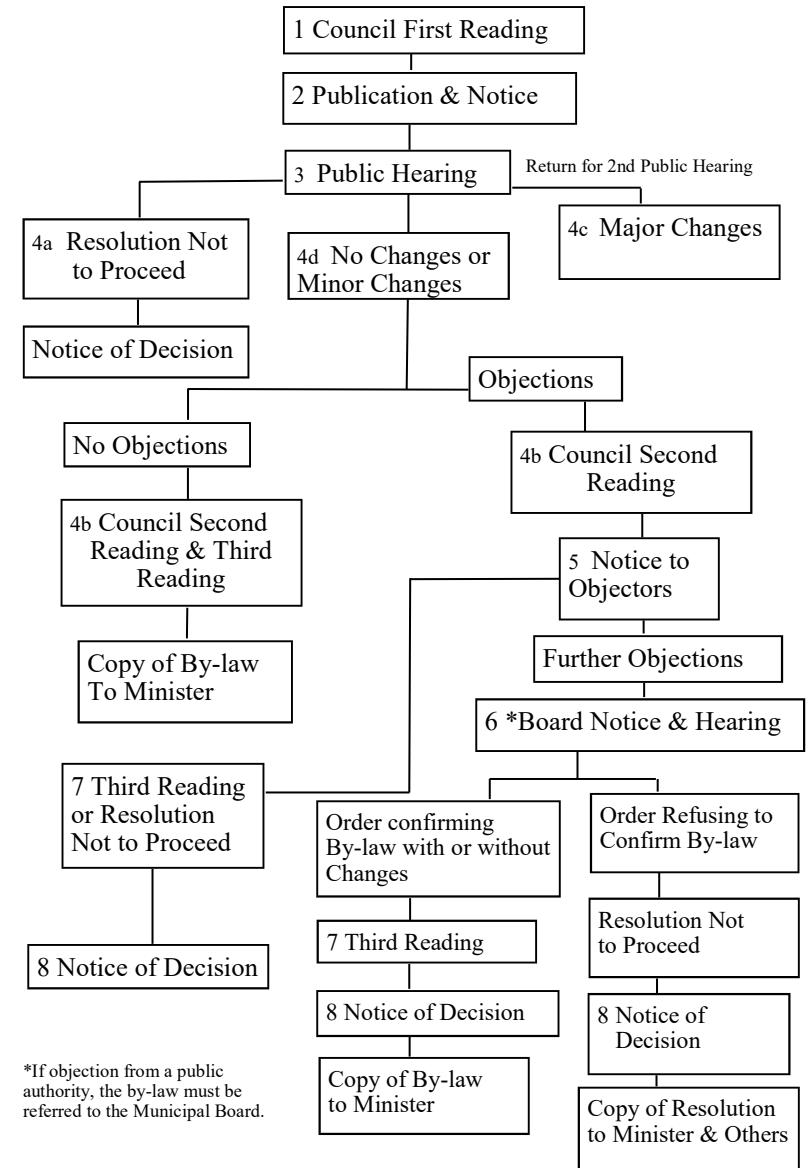 1 Council First Reading
2 Publication & Notice
3 Public Hearing
Return for 2nd Public Hearing
4a Resolution Not
to Proceed
4d No Changes or
Minor Changes
4c Major Changes
Notice of Decision
Objections
No Objections
4b Council Second
Reading
4b Council Second
Reading & Third
Reading
5 Notice to
Objectors
Copy of By-law
To Minister
Further Objections
6 *Board Notice & Hearing
7 Third Reading
or Resolution
Not to Proceed
Order confirming
By-law with or without
Changes
Order Refusing to
Confirm By-law
7 Third Reading
Resolution Not
to Proceed
8 Notice of Decision
8 Notice of Decision
8 Notice of
Decision
*If objection from a public
authority, the by-law must be
referred to the Municipal Board.
Copy of By-law
to Minister
Copy of Resolution
to Minister & Others